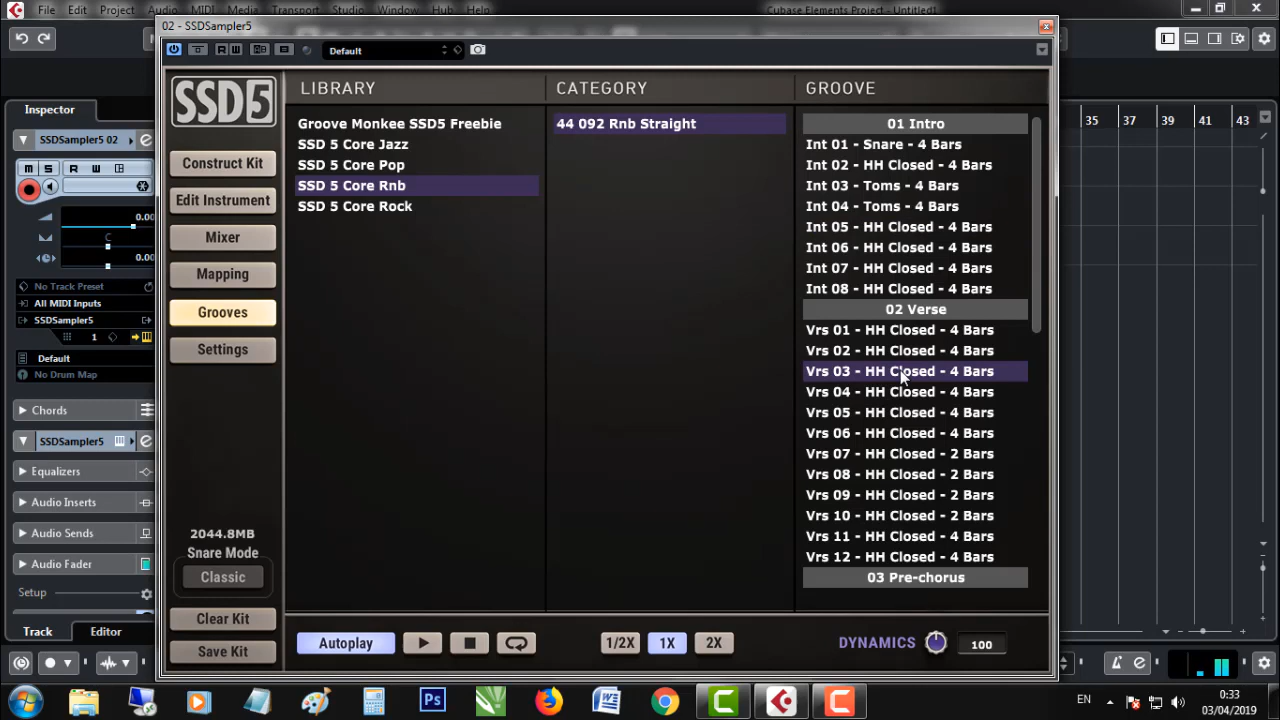 File Edit Project Audio MIDI Media Transport Studio Window Hub Help
Cubase Elements Project - Untitled1
02 - SSDSampler5
R W
Default
Inspector
SSDSampler5 02
M S R W
0.00
C
0.00
No Track Preset
All MIDI Inputs
SSDSampler5
1
Default
No Drum Map
Chords
SSDSampler5
Equalizers
Audio Inserts
Audio Sends
Audio Fader
Setup
Track Editor
SSD5
Construct Kit
Edit Instrument
Mixer
Mapping
Grooves
Settings
2044.8MB
Snare Mode
Classic
Clear Kit
Save Kit
LIBRARY
Groove Monkee SSD5 Freebie
SSD 5 Core Jazz
SSD 5 Core Pop
SSD 5 Core Rnb
SSD 5 Core Rock
CATEGORY
44 092 Rnb Straight
GROOVE
01 Intro
Int 01 - Snare - 4 Bars
Int 02 - HH Closed - 4 Bars
Int 03 - Toms - 4 Bars
Int 04 - Toms - 4 Bars
Int 05 - HH Closed - 4 Bars
Int 06 - HH Closed - 4 Bars
Int 07 - HH Closed - 4 Bars
Int 08 - HH Closed - 4 Bars
02 Verse
Vrs 01 - HH Closed - 4 Bars
Vrs 02 - HH Closed - 4 Bars
Vrs 03 - HH Closed - 4 Bars
Vrs 04 - HH Closed - 4 Bars
Vrs 05 - HH Closed - 4 Bars
Vrs 06 - HH Closed - 4 Bars
Vrs 07 - HH Closed - 2 Bars
Vrs 08 - HH Closed - 2 Bars
Vrs 09 - HH Closed - 2 Bars
Vrs 10 - HH Closed - 2 Bars
Vrs 11 - HH Closed - 4 Bars
Vrs 12 - HH Closed - 4 Bars
03 Pre-chorus
Autoplay 1/2X 1X 2X DYNAMICS 100
35 37 39 41 43
Ps W C C
EN
0:33
03/04/2019